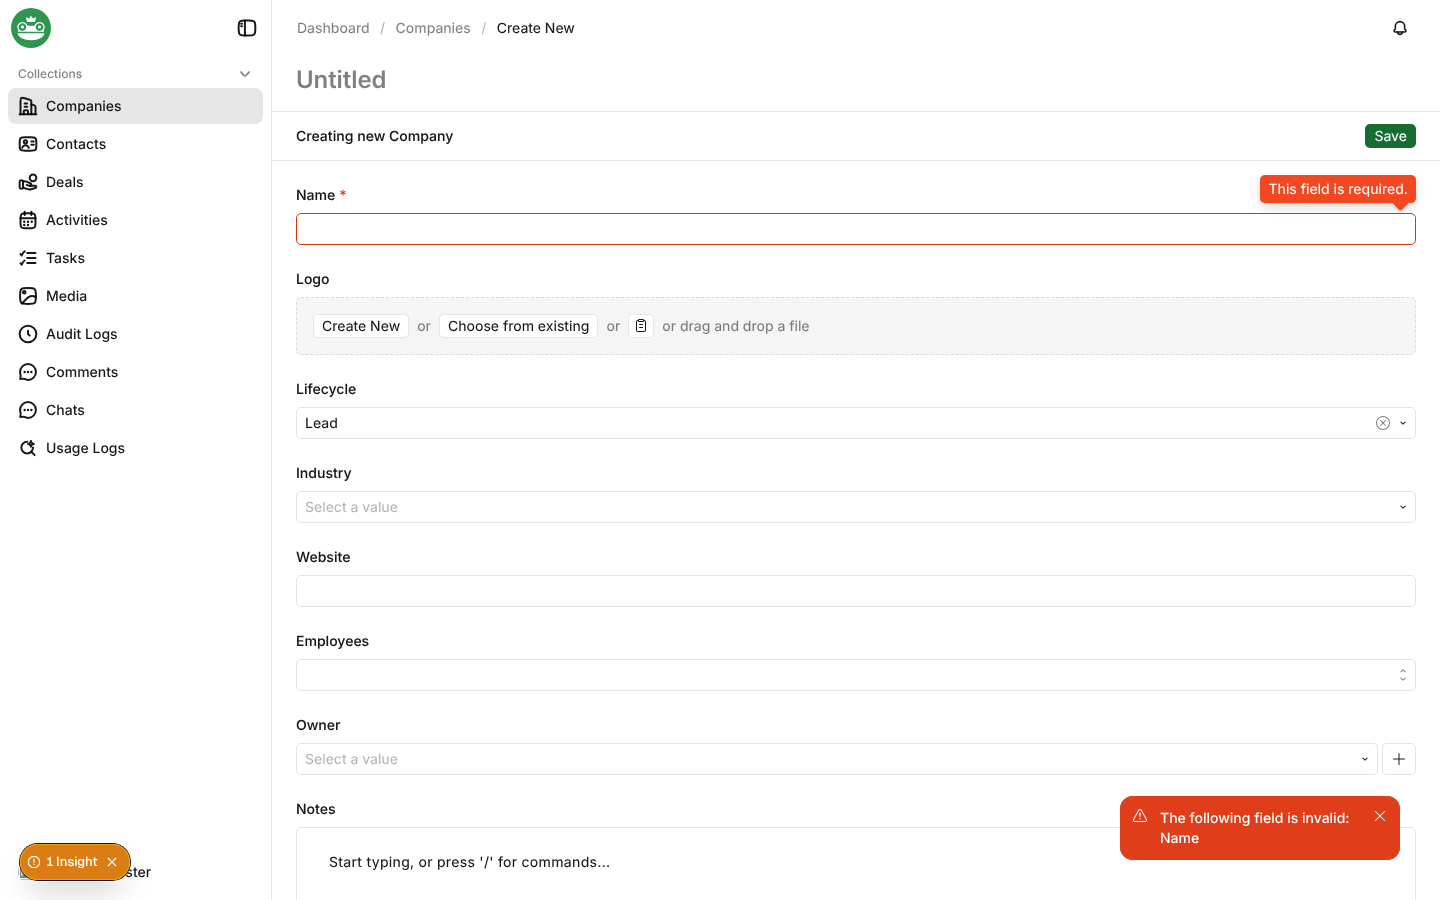 Dashboard / Companies / Create New
Collections
Companies
Contacts
Deals
Activities
Tasks
Media
Audit Logs
Comments
Chats
Usage Logs
1 Insight
ster
Untitled
Creating new Company
Save
Name *
This field is required.
Logo
Create New or Choose from existing or or drag and drop a file
Lifecycle
Lead
Industry
Select a value
Website
Employees
Owner
Select a value
Notes
Start typing, or press '/' for commands...
The following field is invalid:
Name